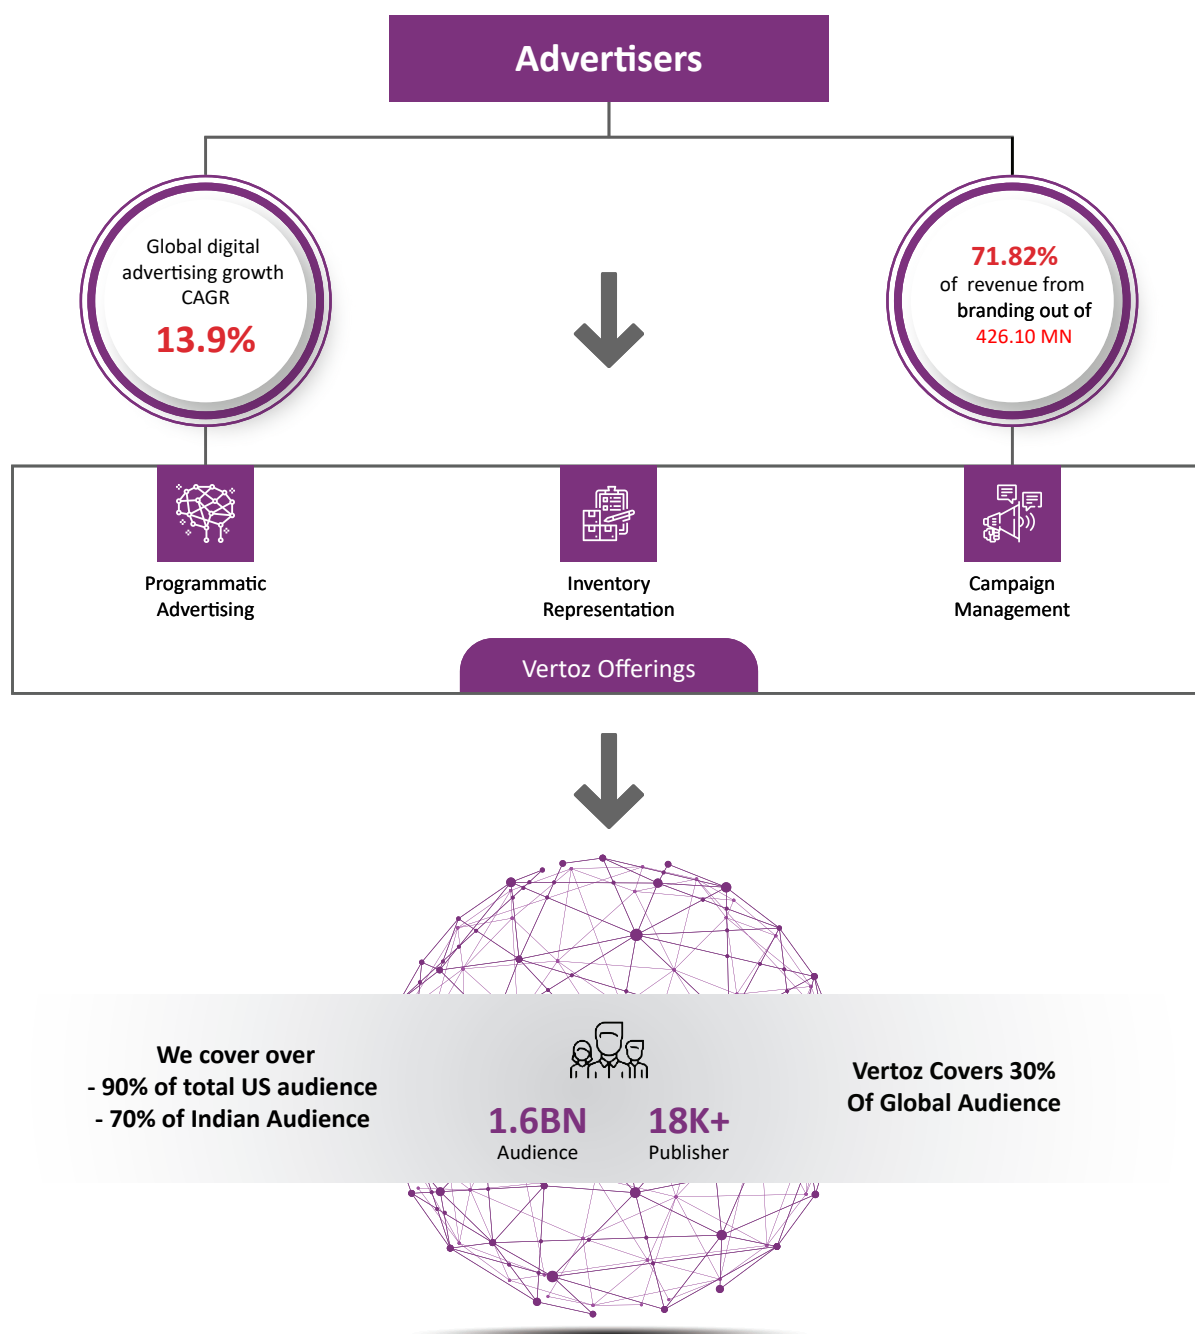 Advertisers
Global digital
advertising growth
CAGR
13.9%
71.82%
of revenue from
branding out of
426.10 MN
Programmatic
Advertising
Inventory
Representation
Campaign
Management
Vertoz Offerings
We cover over
- 90% of total US audience
- 70% of Indian Audience
1.6BN
Audience
18K+
Publisher
Vertoz Covers 30%
Of Global Audience